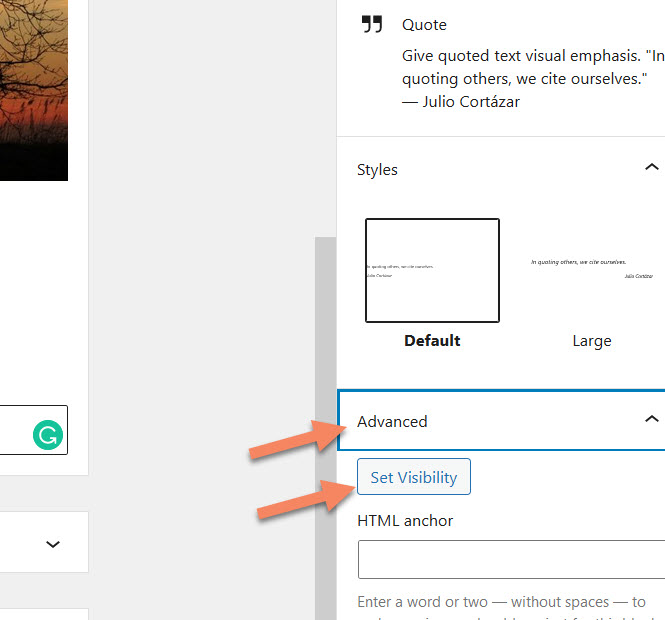 Quote
Give quoted text visual emphasis. "In
quoting others, we cite ourselves."
— Julio Cortázar
Styles
In quoting others, we cite ourselves.
Julio Cortázar
Default
In quoting others, we cite ourselves.
Julio Cortázar
Large
Advanced
Set Visibility
HTML anchor
Enter a word or two — without spaces — to